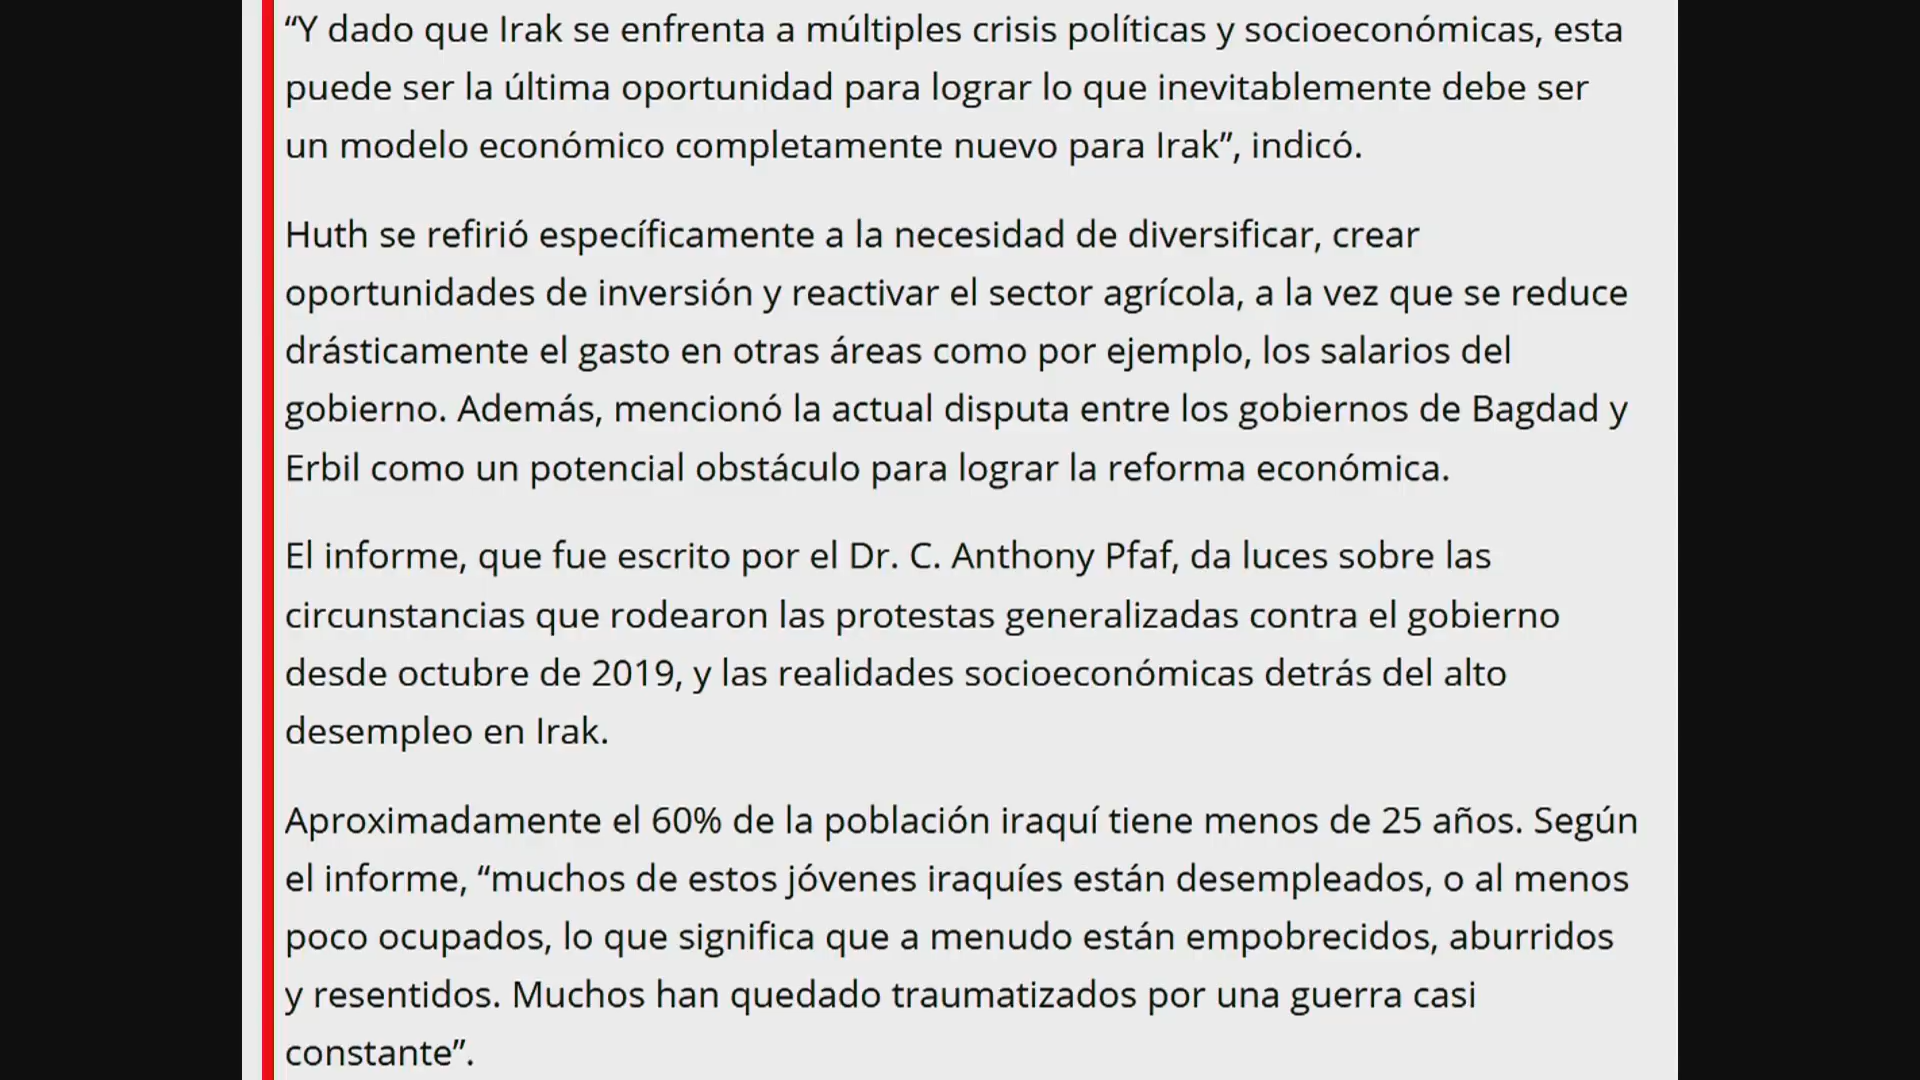 “Y dado que Irak se enfrenta a múltiples crisis políticas y socioeconómicas, esta
puede ser la última oportunidad para lograr lo que inevitablemente debe ser
un modelo económico completamente nuevo para Irak”, indicó.
Huth se refirió específicamente a la necesidad de diversificar, crear
oportunidades de inversión y reactivar el sector agrícola, a la vez que se reduce
drásticamente el gasto en otras áreas como por ejemplo, los salarios del
gobierno. Además, mencionó la actual disputa entre los gobiernos de Bagdad y
Erbil como un potencial obstáculo para lograr la reforma económica.
El informe, que fue escrito por el Dr. C. Anthony Pfaf, da luces sobre las
circunstancias que rodearon las protestas generalizadas contra el gobierno
desde octubre de 2019, y las realidades socioeconómicas detrás del alto
desempleo en Irak.
Aproximadamente el 60% de la población iraquí tiene menos de 25 años. Según
el informe, “muchos de estos jóvenes iraquíes están desempleados, o al menos
poco ocupados, lo que significa que a menudo están empobrecidos, aburridos
y resentidos. Muchos han quedado traumatizados por una guerra casi
constante”.